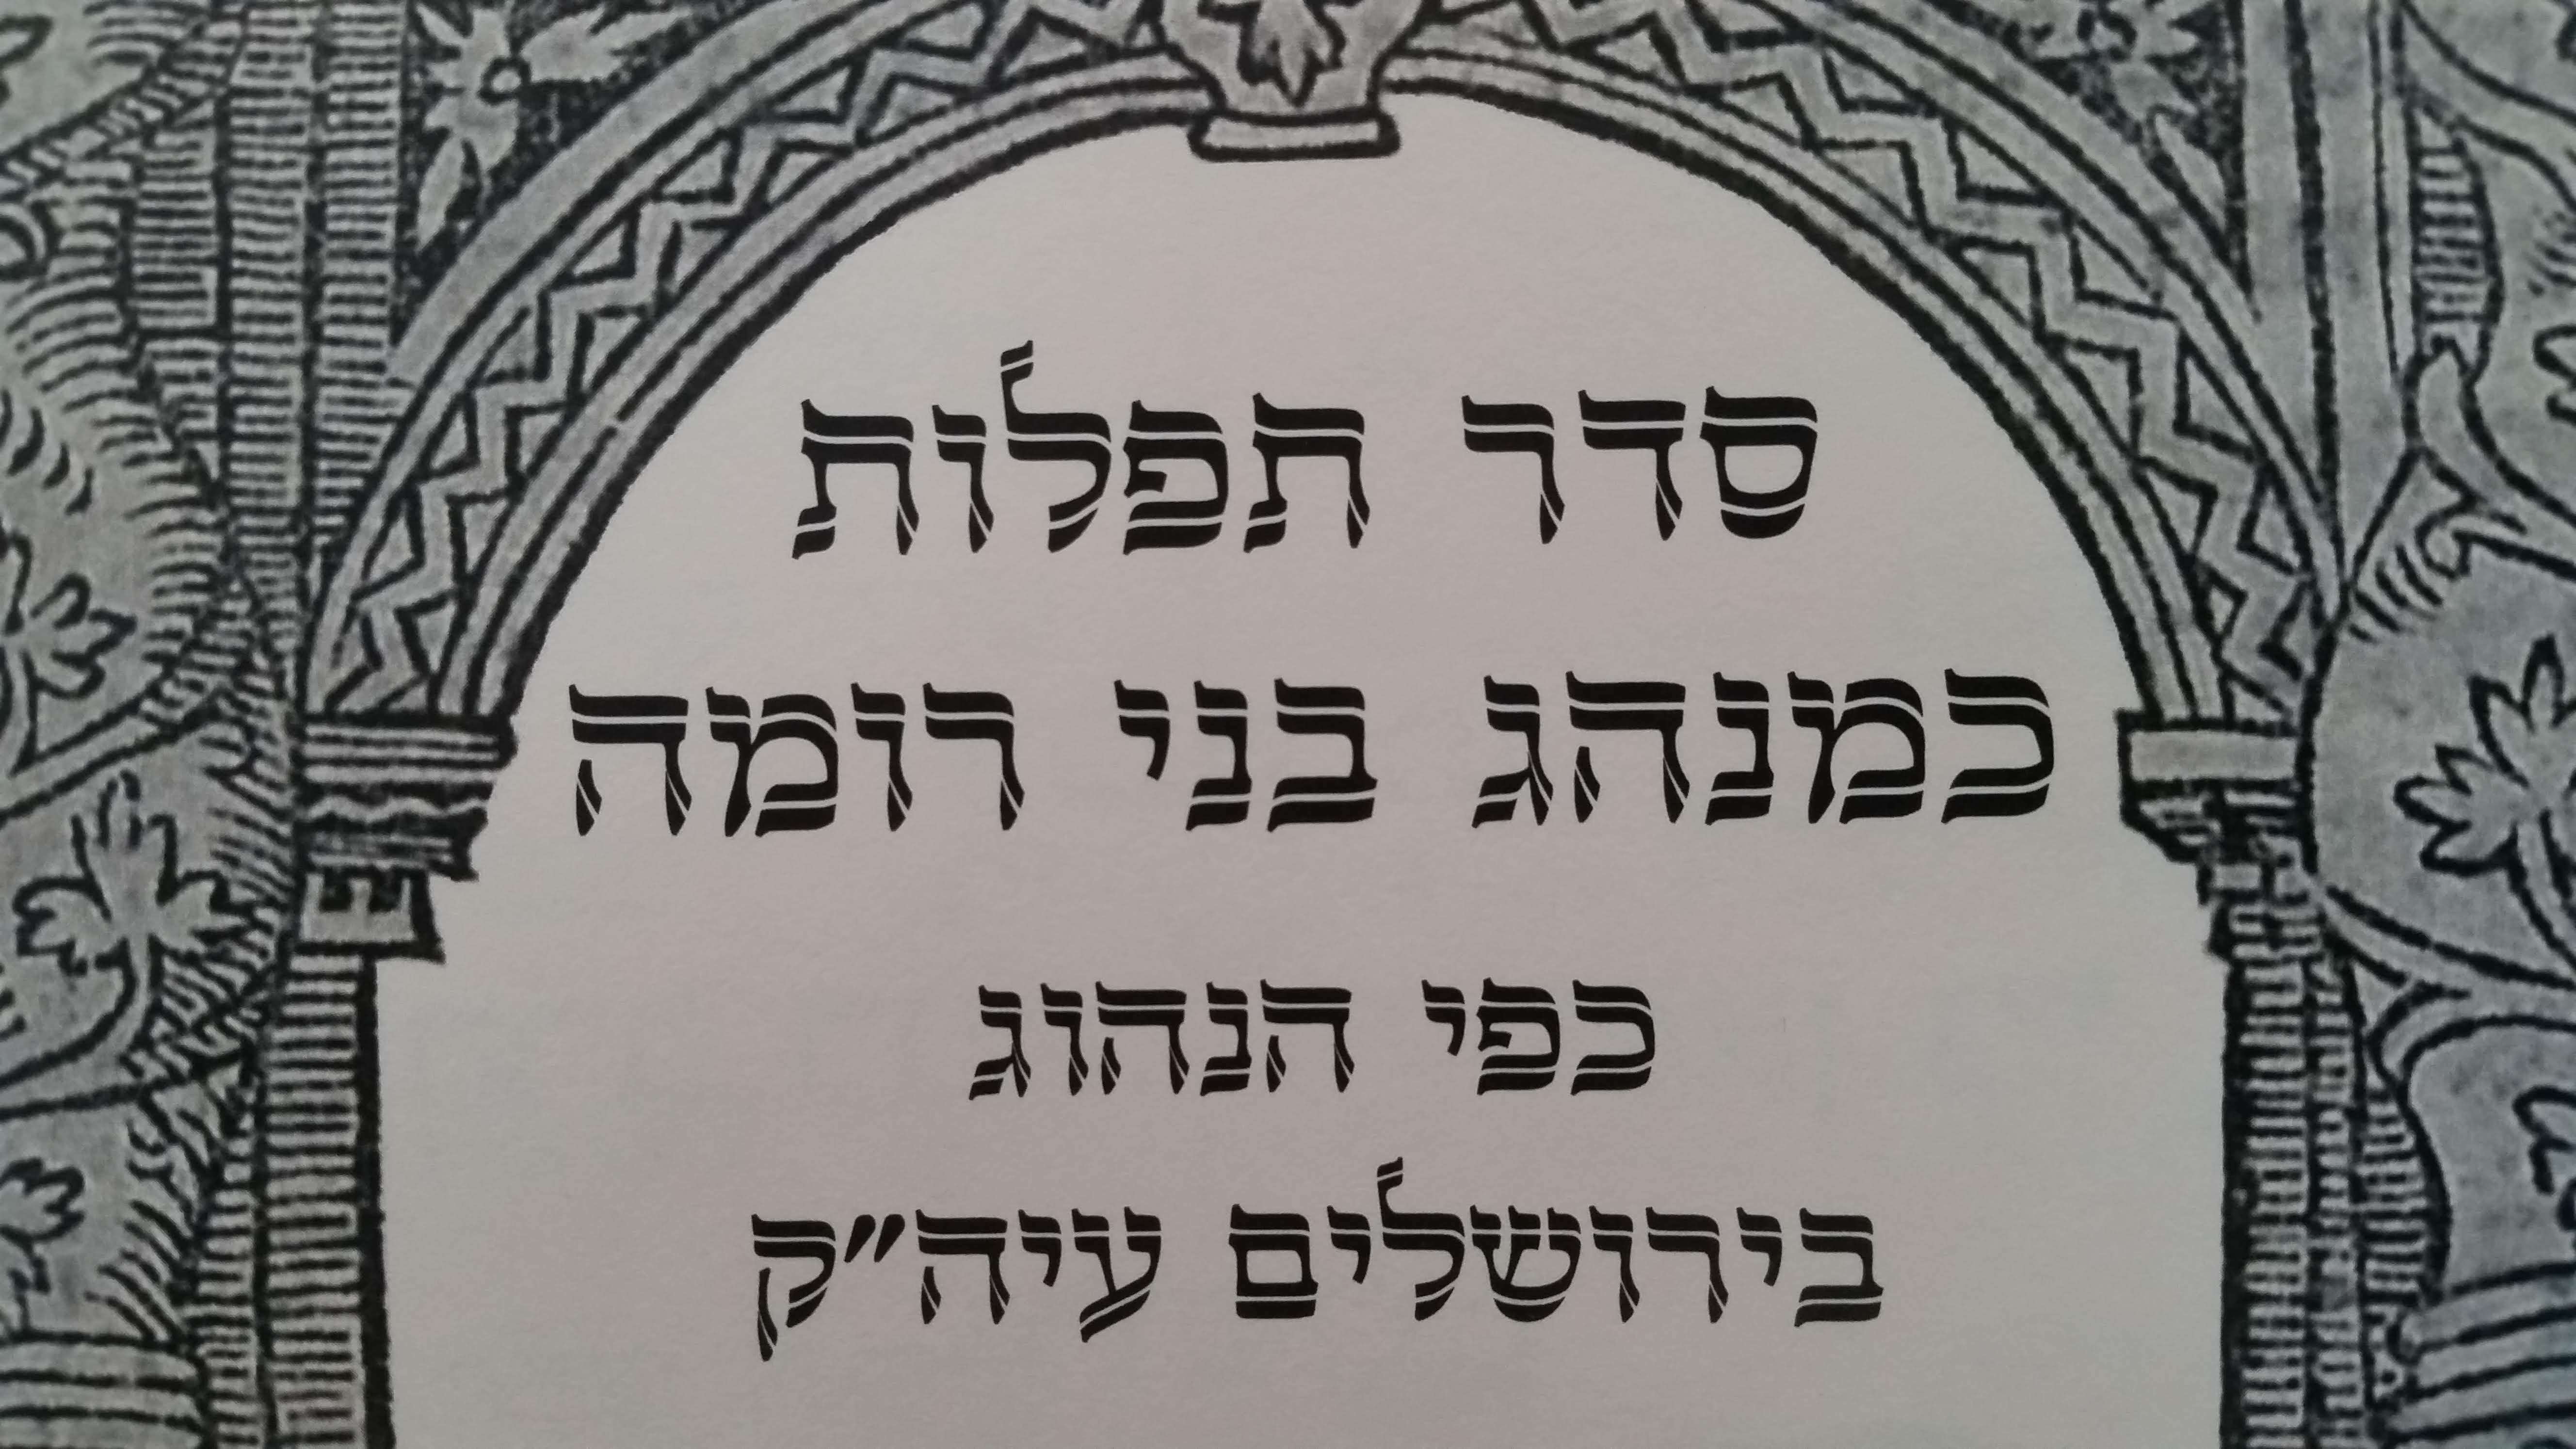 סדר תפלות
כמנהג בני רומה
כפי הנהוג
בירושלים עיה״ק